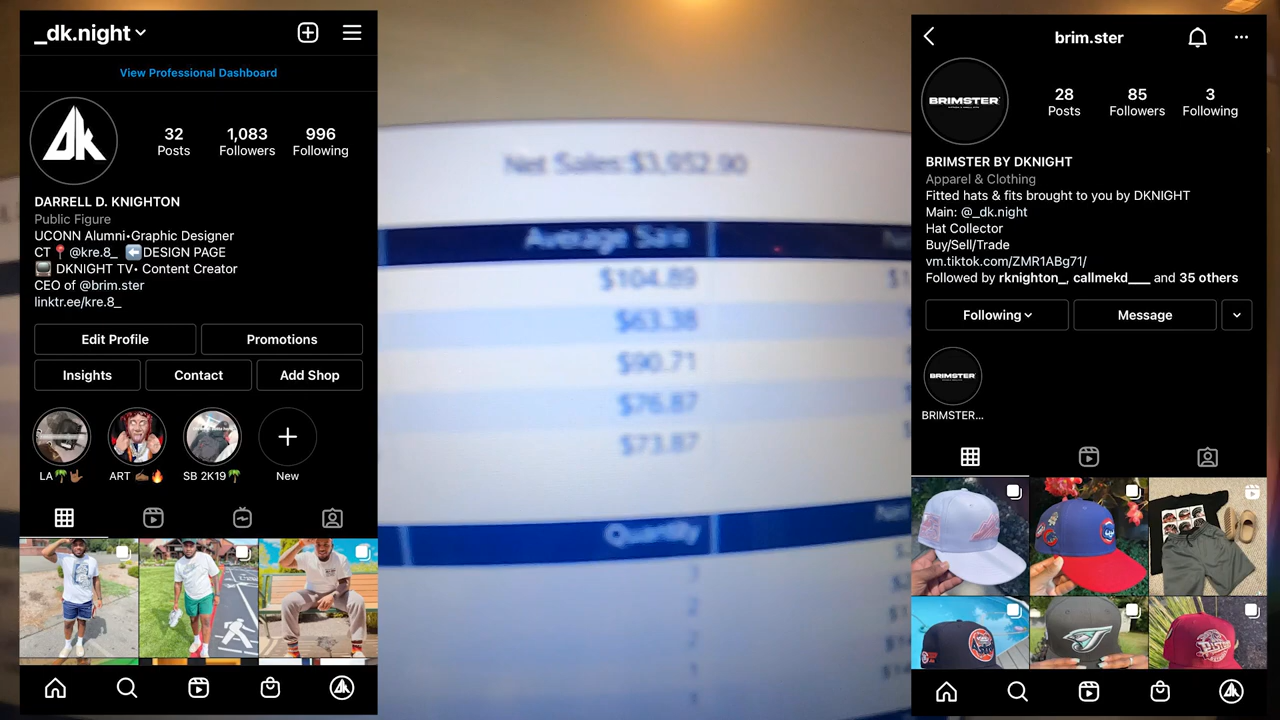 _dk.night
View Professional Dashboard
DK
32 Posts
1,083 Followers
996 Following
DARRELL D. KNIGHTON
Public Figure
UCONN Alumni•Graphic Designer
CT📍@kre.8_ ⬅️DESIGN PAGE
📺 DKNIGHT TV• Content Creator
CEO of @brim.ster
linktr.ee/kre.8_
Edit Profile
Promotions
Insights
Contact
Add Shop
LA🌴🤟🏾
ART ✍🏾🔥
SB 2K19🌴
New
Net Sales:$3,952.90
Average Sale
$104.89
$63.38
$90.71
$76.87
$73.87
Quantity
brim.ster
BRIMSTER
28 Posts
85 Followers
3 Following
BRIMSTER BY DKNIGHT
Apparel & Clothing
Fitted hats & fits brought to you by DKNIGHT
Main: @_dk.night
Hat Collector
Buy/Sell/Trade
vm.tiktok.com/ZMR1ABg71/
Followed by rknighton_, callmekd___ and 35 others
Following
Message
BRIMSTER
BRIMSTER...